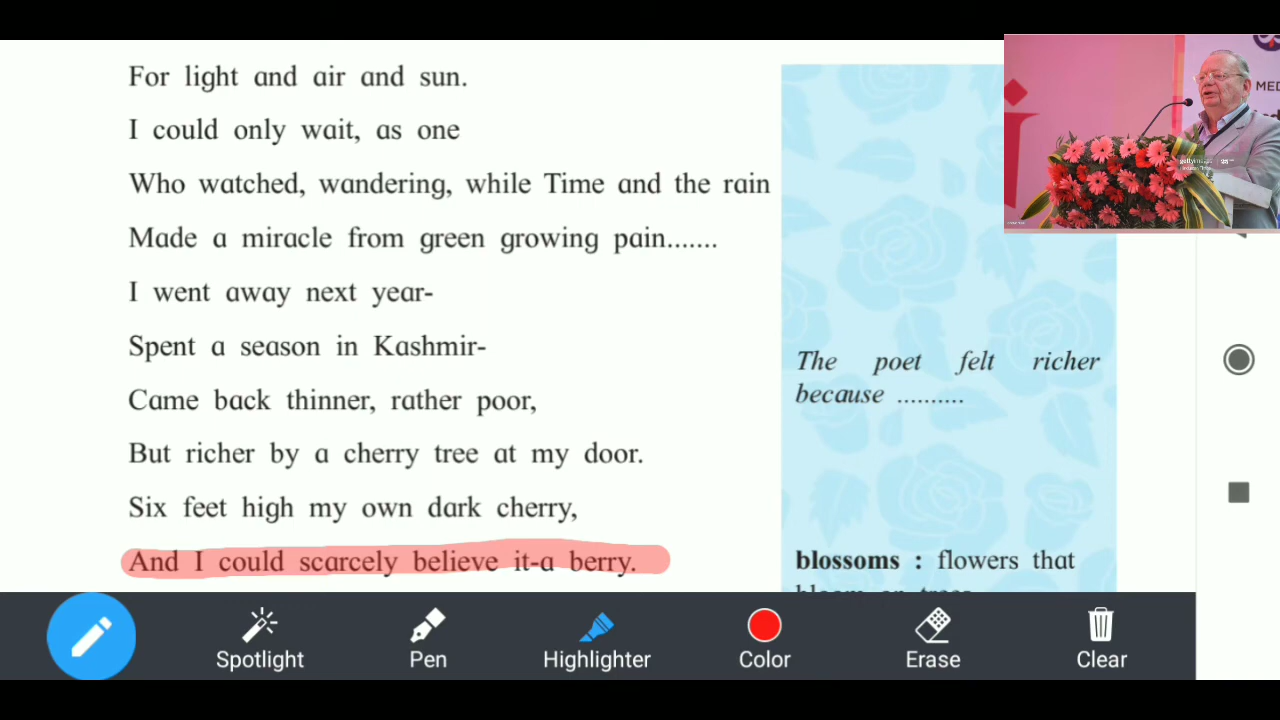 For light and air and sun.
I could only wait, as one
Who watched, wandering, while Time and the rain
Made a miracle from green growing pain.......
I went away next year-
Spent a season in Kashmir-
Came back thinner, rather poor,
But richer by a cherry tree at my door.
Six feet high my own dark cherry,
And I could scarcely believe it-a berry.
The poet felt richer
because ..........
blossoms : flowers that
MED
gettyimages
Spotlight
Pen
Highlighter
Color
Erase
Clear